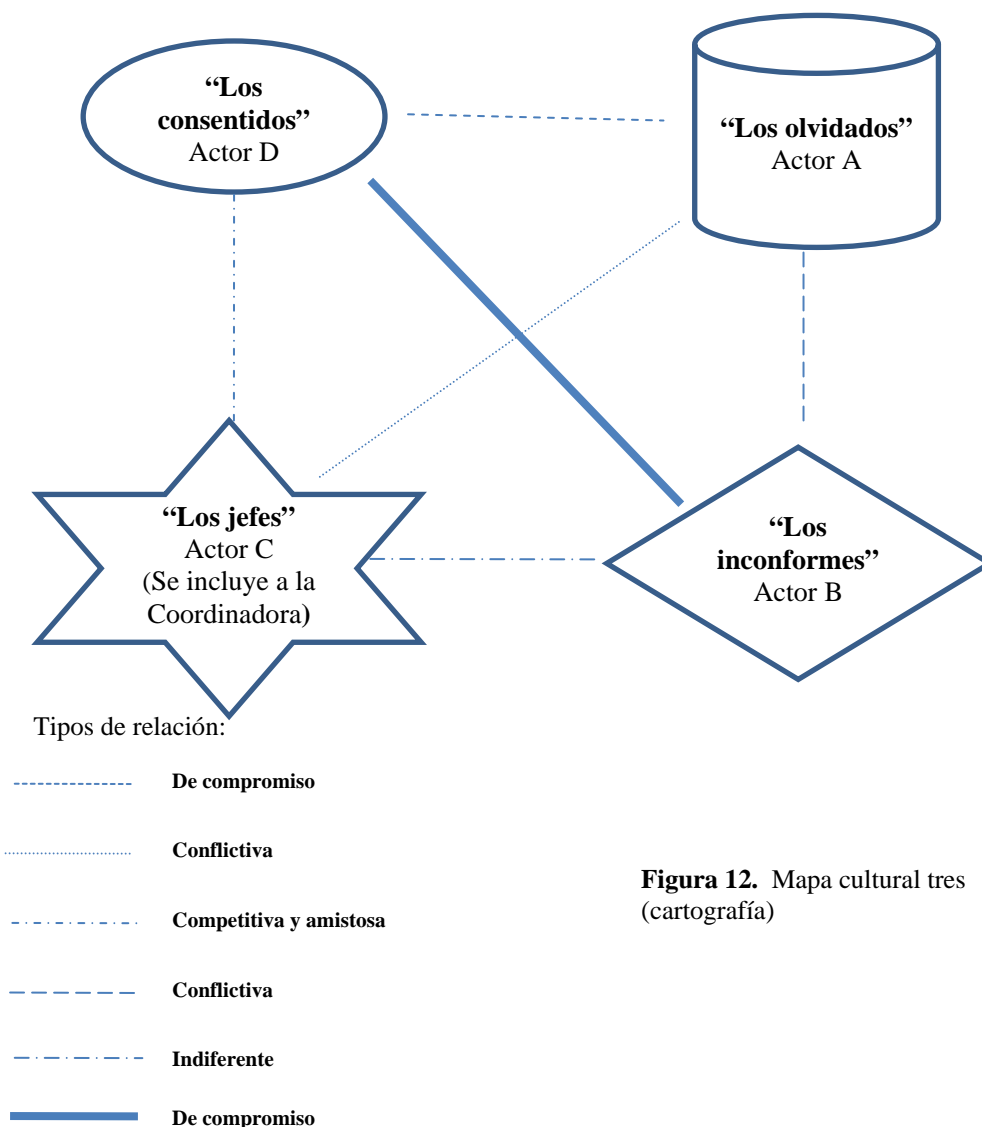 “Los
consentidos”
Actor D
“Los olvidados”
Actor A
“Los jefes”
Actor C
(Se incluye a la
Coordinadora)
“Los
inconformes”
Actor B
Tipos de relación:
De compromiso
Conflictiva
Competitiva y amistosa
Conflictiva
Indiferente
De compromiso
Figura 12. Mapa cultural tres
(cartografía)